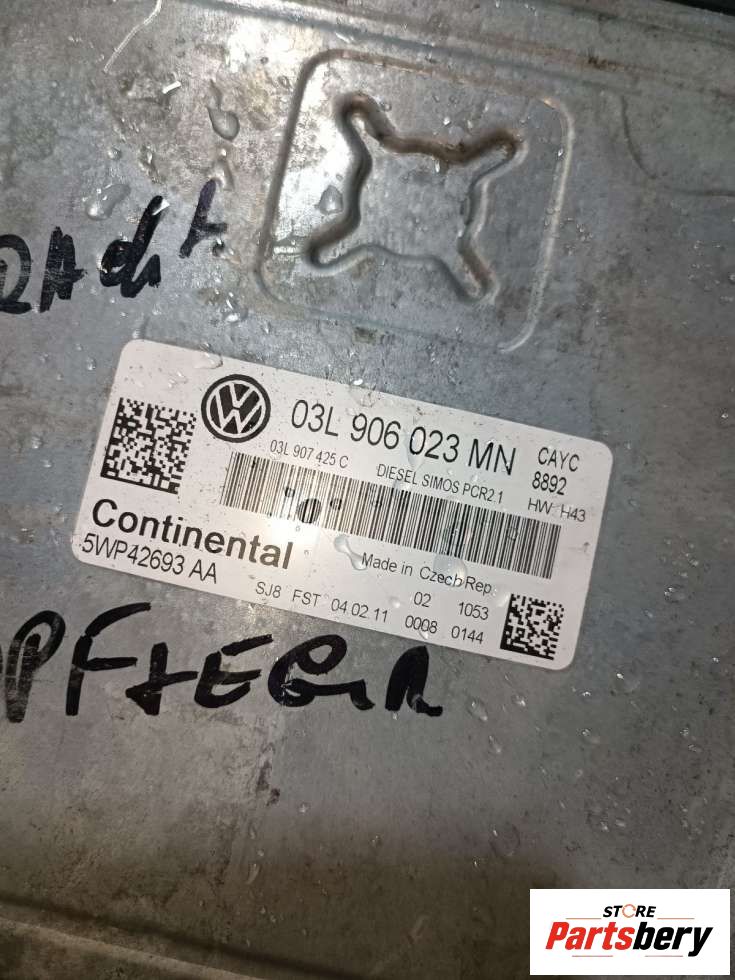 03L 906 023 MN
CAYC
8892
03L 907 425 C
DIESEL SIMOS PCR2.1
HW H43
Continental
5WP42693 AA
Made in Czech Rep.
02 1053
SJ8 FST 04.02.11 0008 0144
STORE
Partsbery